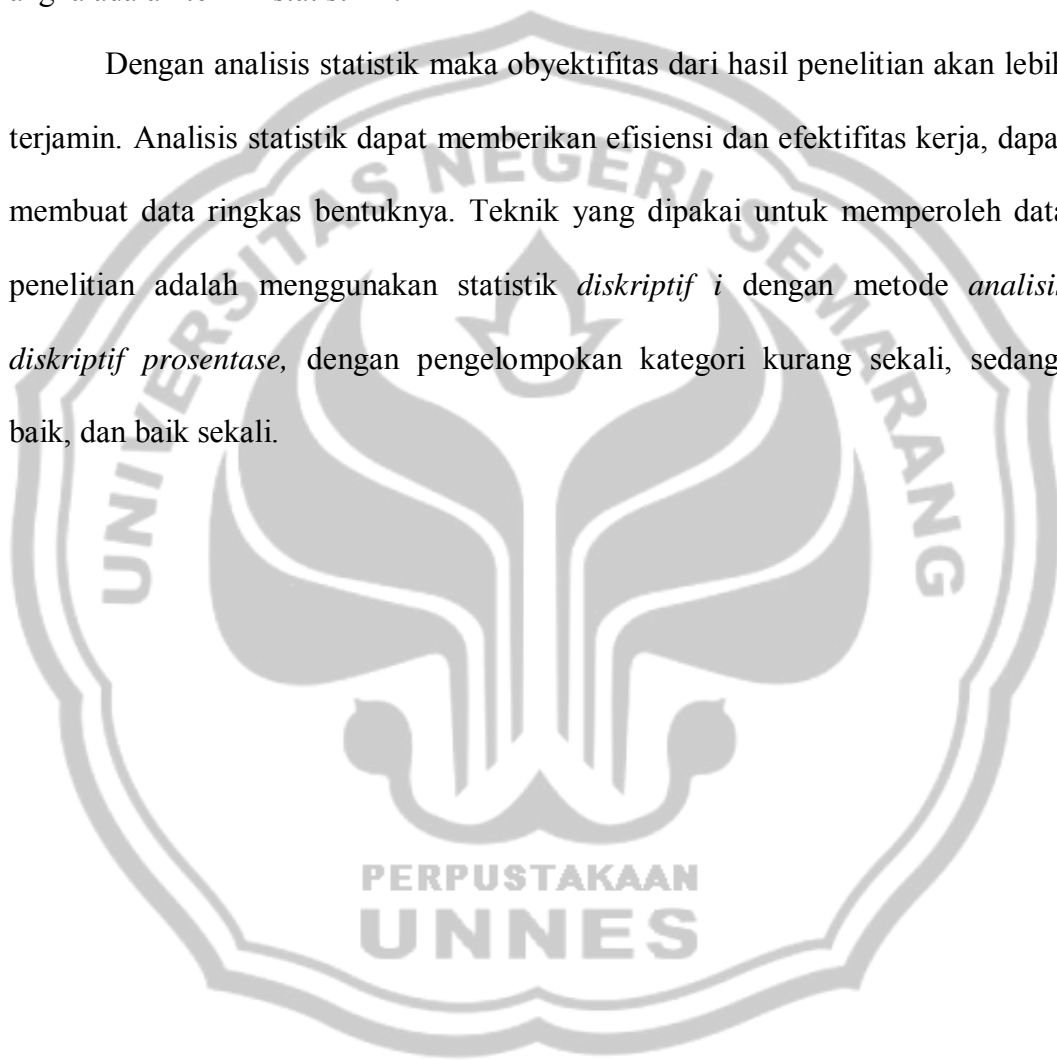 Dengan analisis statistik maka obyektifitas dari hasil penelitian akan lebih
terjamin. Analisis statistik dapat memberikan efisiensi dan efektifitas kerja, dapa
membuat data ringkas bentuknya. Teknik yang dipakai untuk memperoleh data
penelitian adalah menggunakan statistik diskriptif i dengan metode analisis
diskriptif prosentase, dengan pengelompokan kategori kurang sekali, sedang
baik, dan baik sekali.
UNIVERSITAS NEGERI SEMARANG
PERPUSTAKAAN
UNNES